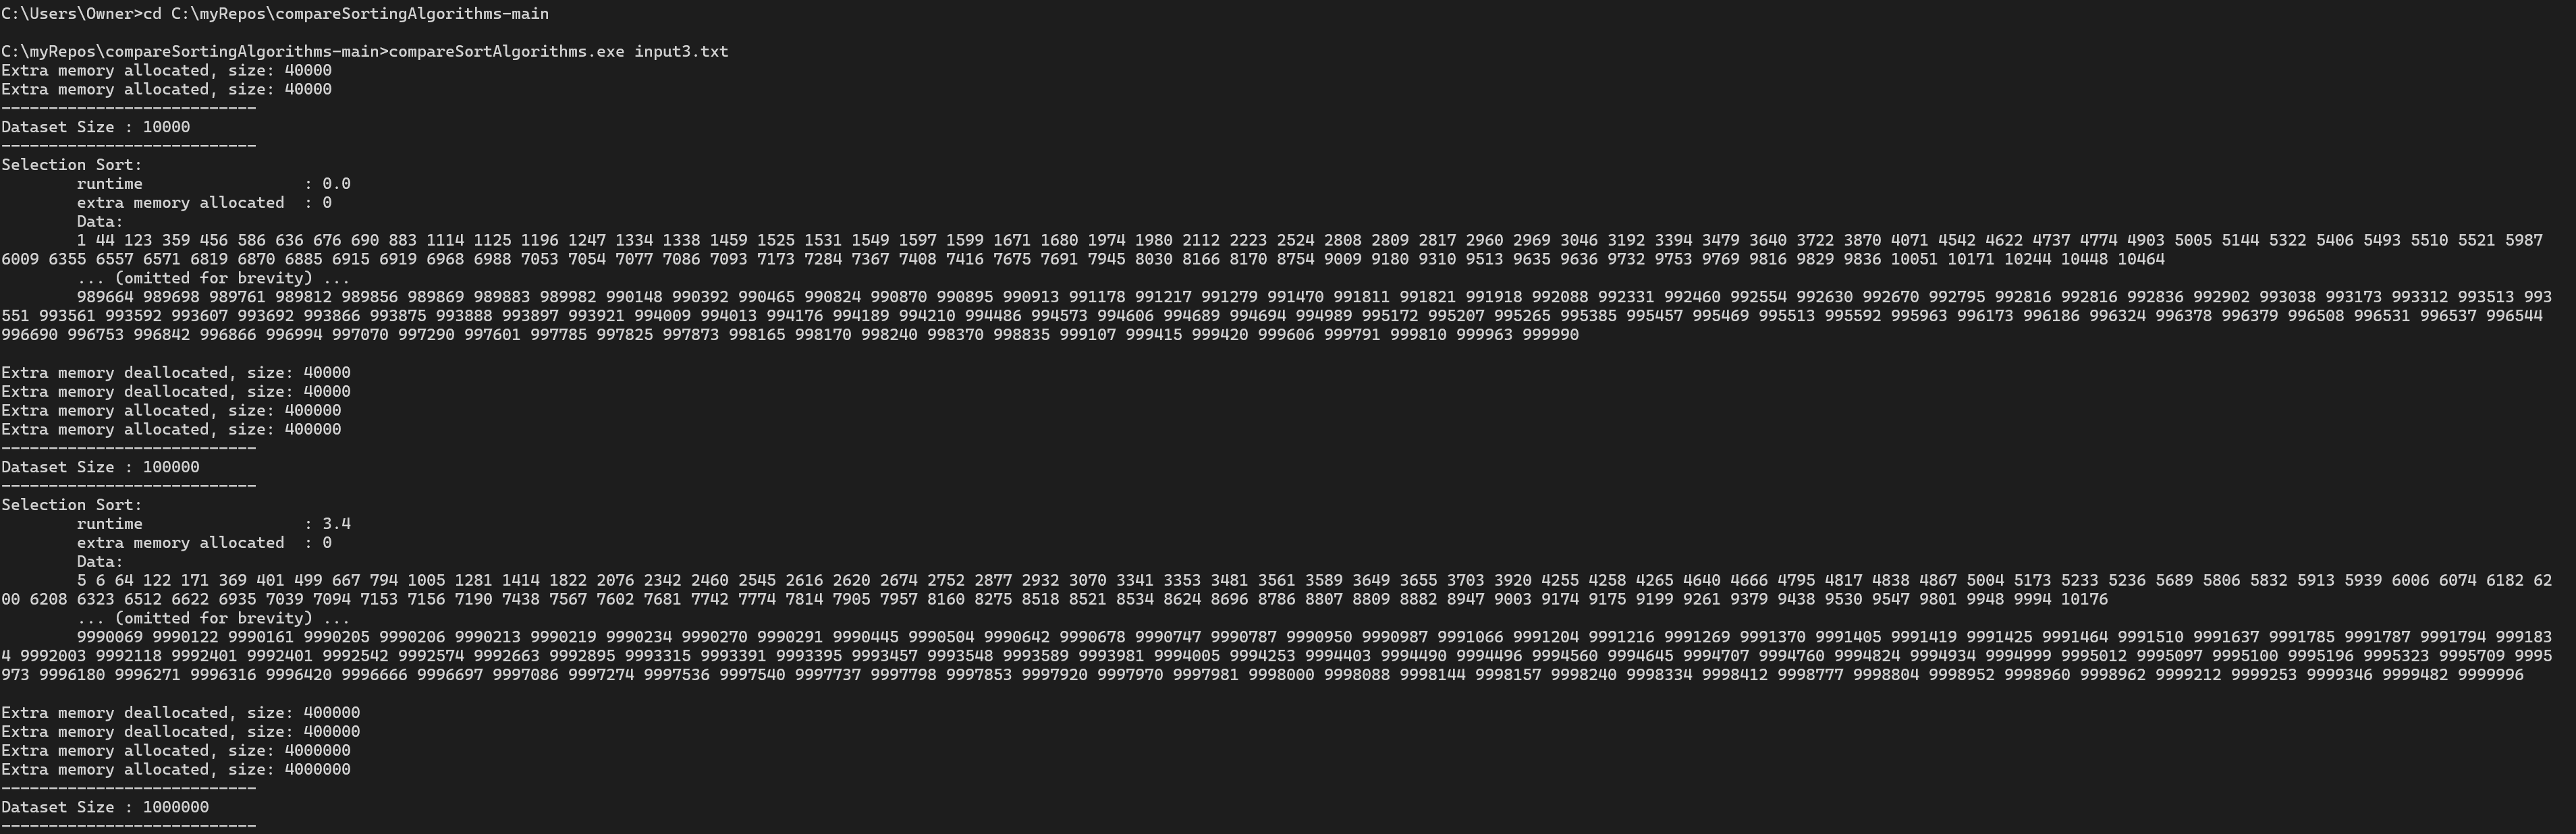 C:\Users\Owner>cd C:\myRepos\compareSortingAlgorithms-main
C:\myRepos\compareSortingAlgorithms-main>compareSortAlgorithms.exe input3.txt
Extra memory allocated, size: 40000
Extra memory allocated, size: 40000
---------------------------
Dataset Size : 10000
---------------------------
Selection Sort:
runtime : 0.0
extra memory allocated : 0
Data:
1 44 123 359 456 586 636 676 690 883 1114 1125 1196 1247 1334 1338 1459 1525 1531 1549 1597 1599 1671 1680 1974 1980 2112 2223 2524 2808 2809 2817 2960 2969 3046 3192 3394 3479 3640 3722 3870 4071 4542 4622 4737 4774 4903 5005 5144 5322 5406 5493 5510 5521 5987
6009 6355 6557 6571 6819 6870 6885 6915 6919 6968 6988 7053 7054 7077 7086 7093 7173 7284 7367 7408 7416 7675 7691 7945 8030 8166 8170 8754 9009 9180 9310 9513 9635 9636 9732 9753 9769 9816 9829 9836 10051 10171 10244 10448 10464
... (omitted for brevity) ...
989664 989698 989761 989812 989856 989869 989883 989982 990148 990392 990465 990824 990870 990895 990913 991178 991217 991279 991470 991811 991821 991918 992088 992331 992460 992554 992630 992670 992795 992816 992816 992836 992902 993038 993173 993312 993513 993
551 993561 993592 993607 993692 993866 993875 993888 993897 993921 994009 994013 994176 994189 994210 994486 994573 994606 994689 994694 994989 995172 995207 995265 995385 995457 995469 995513 995592 995963 996173 996186 996324 996378 996379 996508 996531 996537 996544
996690 996753 996842 996866 996994 997070 997290 997601 997785 997825 997873 998165 998170 998240 998370 998835 999107 999415 999420 999606 999791 999810 999963 999990
Extra memory deallocated, size: 40000
Extra memory deallocated, size: 40000
Extra memory allocated, size: 400000
Extra memory allocated, size: 400000
---------------------------
Dataset Size : 100000
---------------------------
Selection Sort:
runtime : 3.4
extra memory allocated : 0
Data:
5 6 64 122 171 369 401 499 667 794 1005 1281 1414 1822 2076 2342 2460 2545 2616 2620 2674 2752 2877 2932 3070 3341 3353 3481 3561 3589 3649 3655 3703 3920 4255 4258 4265 4640 4666 4795 4817 4838 4867 5004 5173 5233 5236 5689 5806 5832 5913 5939 6006 6074 6182 62
00 6208 6323 6512 6622 6935 7039 7094 7153 7156 7190 7438 7567 7602 7681 7742 7774 7814 7905 7957 8160 8275 8518 8521 8534 8624 8696 8786 8807 8809 8882 8947 9003 9174 9175 9199 9261 9379 9438 9530 9547 9801 9948 9994 10176
... (omitted for brevity) ...
9990069 9990122 9990161 9990205 9990206 9990213 9990219 9990234 9990270 9990291 9990445 9990504 9990642 9990678 9990747 9990787 9990950 9990987 9991066 9991204 9991216 9991269 9991370 9991405 9991419 9991425 9991464 9991510 9991637 9991785 9991787 9991794 999183
4 9992003 9992118 9992401 9992401 9992542 9992574 9992663 9992895 9993315 9993391 9993395 9993457 9993548 9993589 9993981 9994005 9994253 9994403 9994490 9994496 9994560 9994645 9994707 9994760 9994824 9994934 9994999 9995012 9995097 9995100 9995196 9995323 9995709 9995
973 9996180 9996271 9996316 9996420 9996666 9996697 9997086 9997274 9997536 9997540 9997737 9997798 9997853 9997920 9997970 9997981 9998000 9998088 9998144 9998157 9998240 9998334 9998412 9998777 9998804 9998952 9998960 9998962 9999212 9999253 9999346 9999482 9999996
Extra memory deallocated, size: 400000
Extra memory deallocated, size: 400000
Extra memory allocated, size: 4000000
Extra memory allocated, size: 4000000
---------------------------
Dataset Size : 1000000
---------------------------